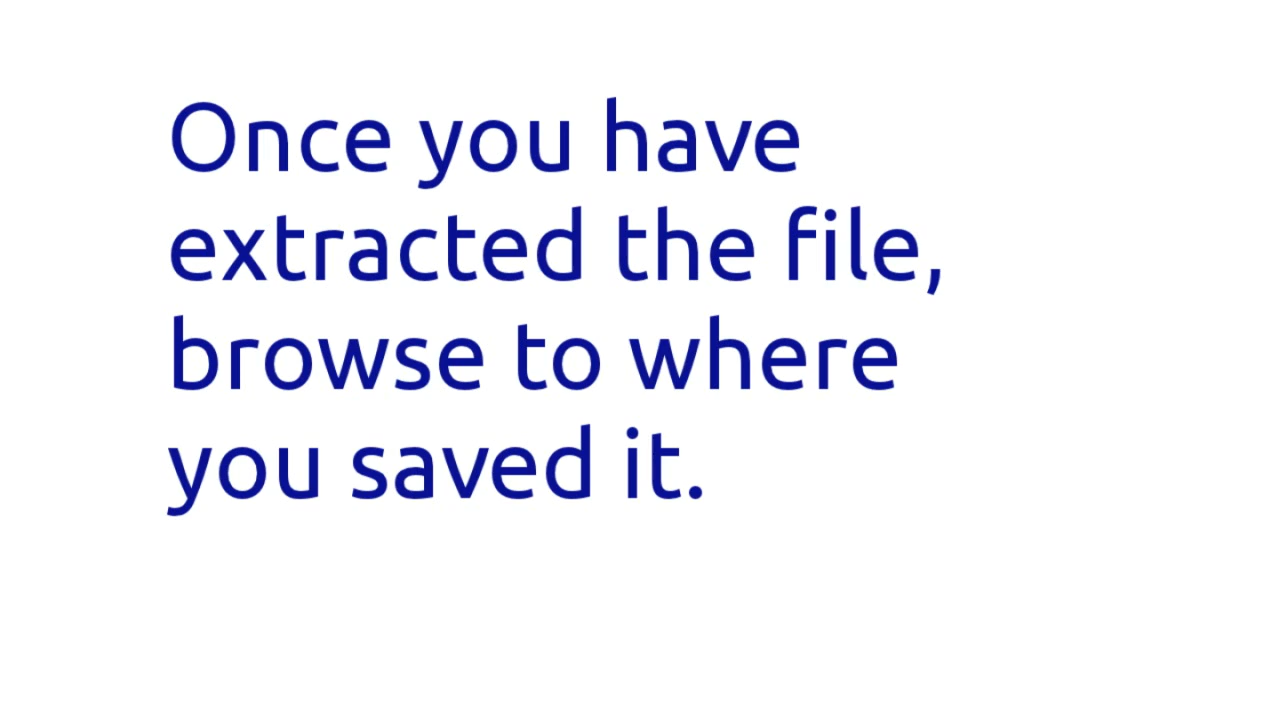 Once you have
extracted the file,
browse to where
you saved it.